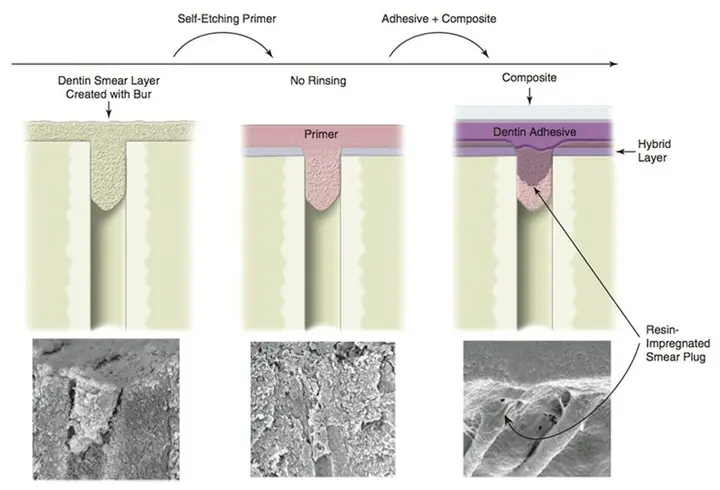 Self-Etching Primer
Adhesive + Composite
Dentin Smear Layer
Created with Bur
No Rinsing
Composite
Primer
Dentin Adhesive
Hybrid
Layer
Resin-
Impregnated
Smear Plug